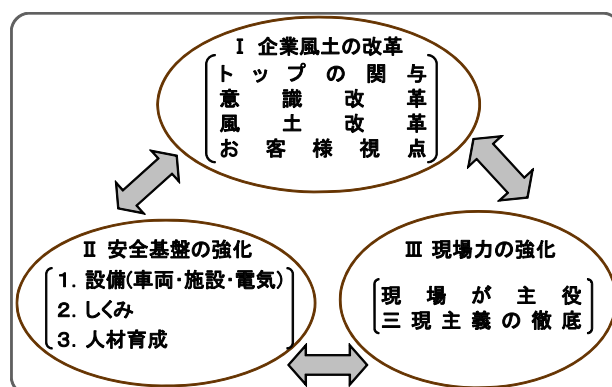 Ⅰ 企業風土の改革
トップの関与
意識改革
風土改革
お客様視点
Ⅱ 安全基盤の強化
1. 設備(車両・施設・電気)
2. しくみ
3. 人材育成
Ⅲ 現場力の強化
現場が主役
三現主義の徹底